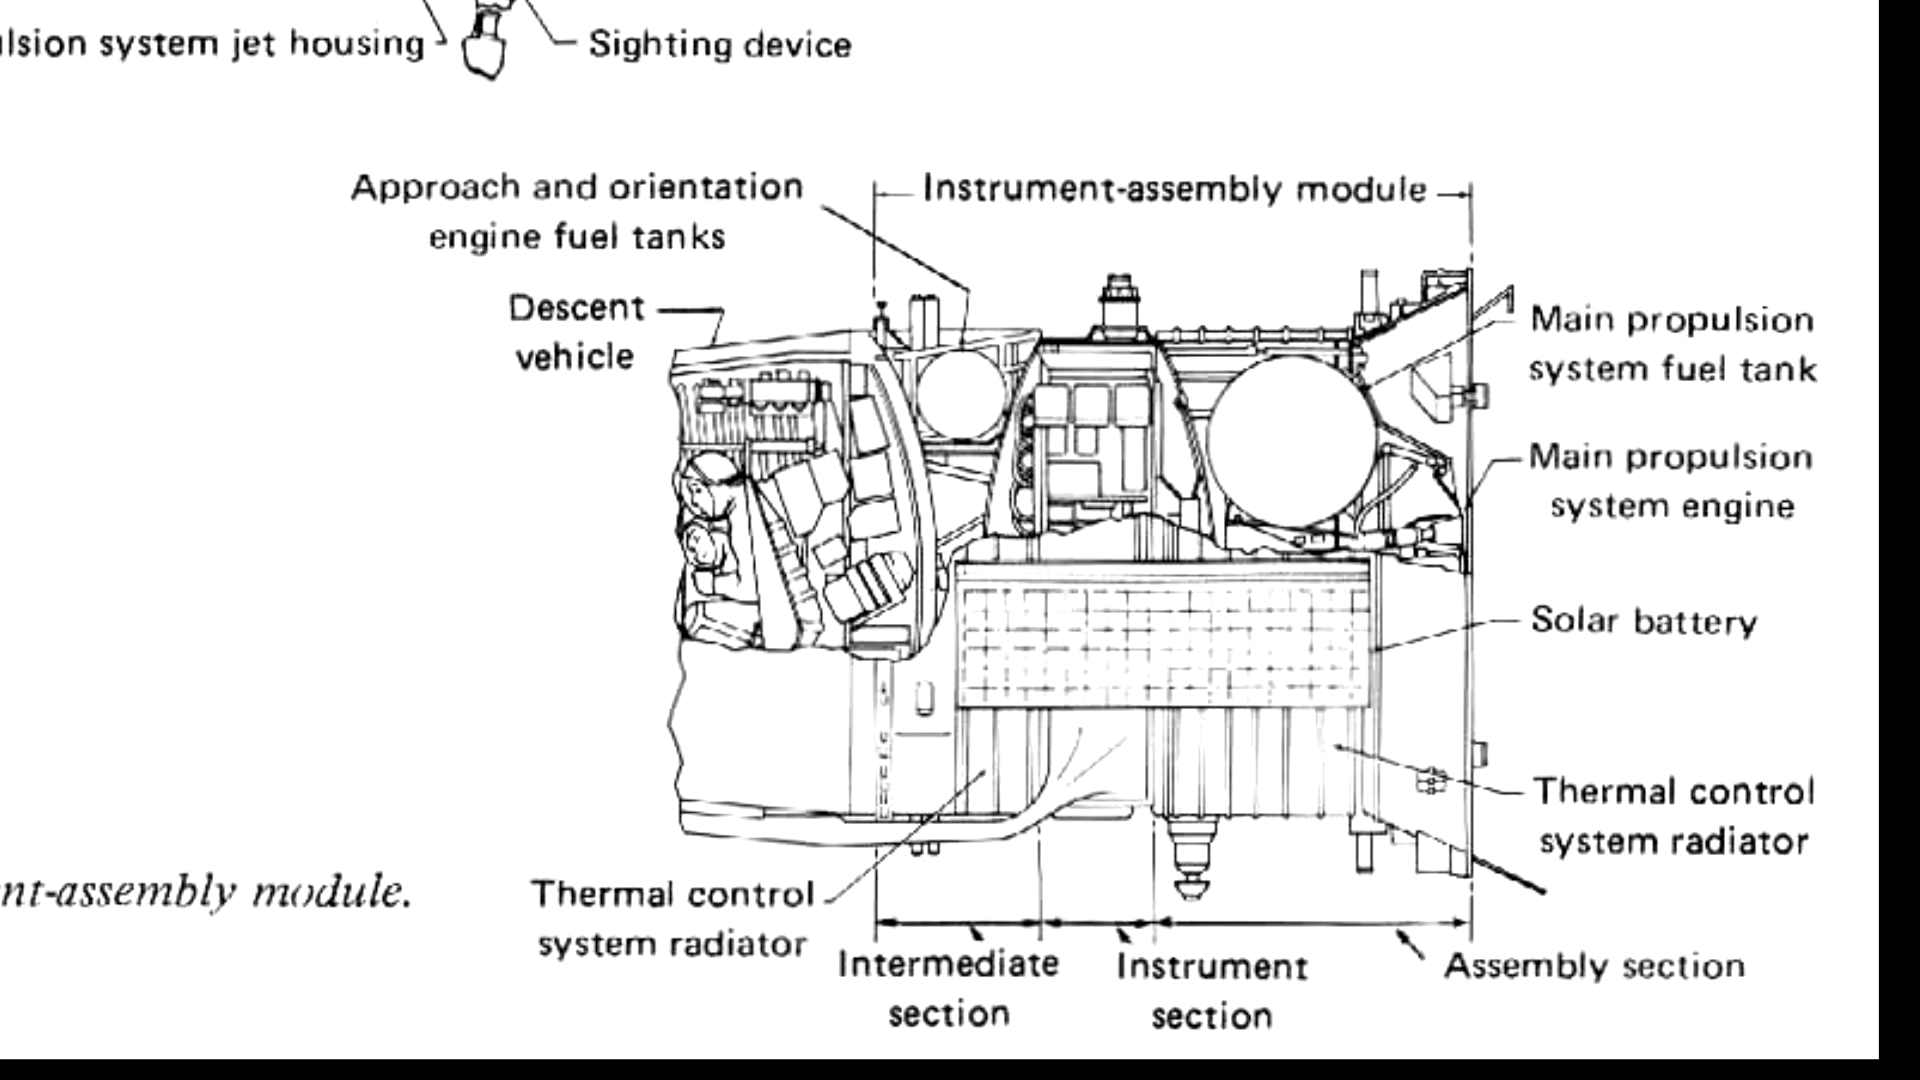 lsion system jet housing
Sighting device
Approach and orientation
engine fuel tanks
Instrument-assembly module
Descent
vehicle
Main propulsion
system fuel tank
Main propulsion
system engine
Solar battery
Thermal control
system radiator
nt-assembly module.
Thermal control
system radiator
Intermediate
section
Instrument
section
Assembly section